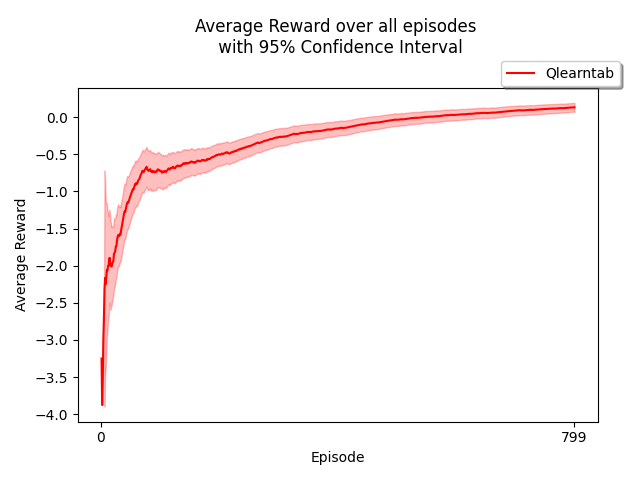 Average Reward over all episodes
with 95% Confidence Interval
Qlearntab
0.0
−0.5
−1.0
−1.5
−2.0
−2.5
−3.0
−3.5
−4.0
Average Reward
0 799
Episode